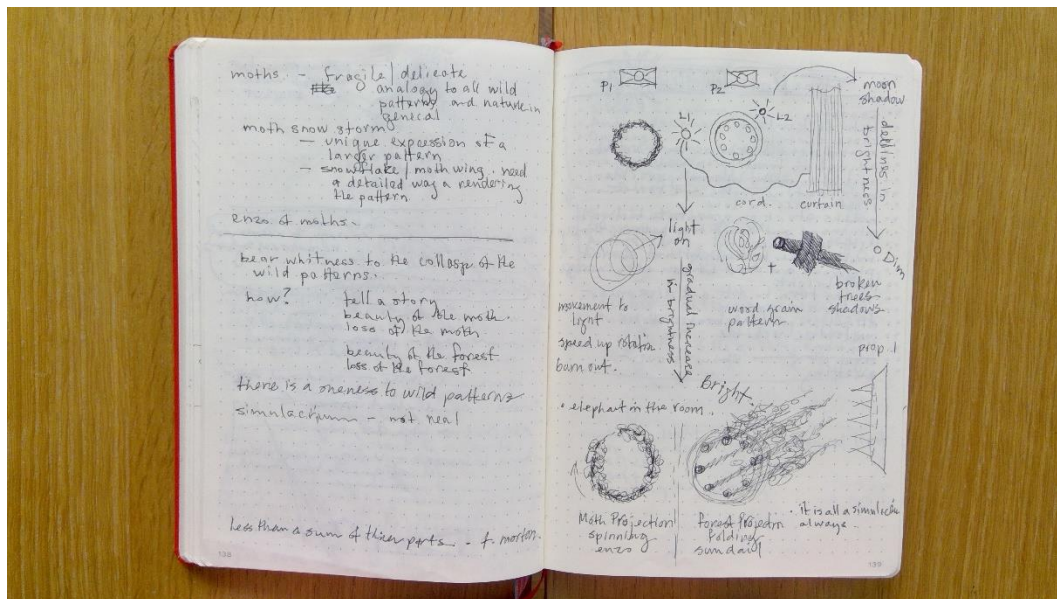 moths - fragile/delicate
analogy to all wild
patterns and nature in
general
moth snow storm
- unique expression of a
larger pattern
- snowflake/moth wing. need
a detailed way a rendering
the pattern
enzo of moths.
bear whitness to the collasp of the
wild patterns.
how? tell a story
beauty of the moth.
loss of the moth
beauty of the forest
loss of the forest
there is a oneness to wild patterns
simulacrum - not real
less than a sum of thier parts. - t. morton.
138
P1
P2
L1
L2
moon
shadow
declines in
brightness
cord.
curtain
light
on
Dim
gradual increase
in brightness
movement to
light
speed up rotation
burn out.
wood grain
pattern
+
broken
trees
shadows
prop 1
Bright.
• elephant in the room.
Moth Projection
spinning
enzo
Forest Projection
folding
sundail
• it is all a simulacra
always.
139